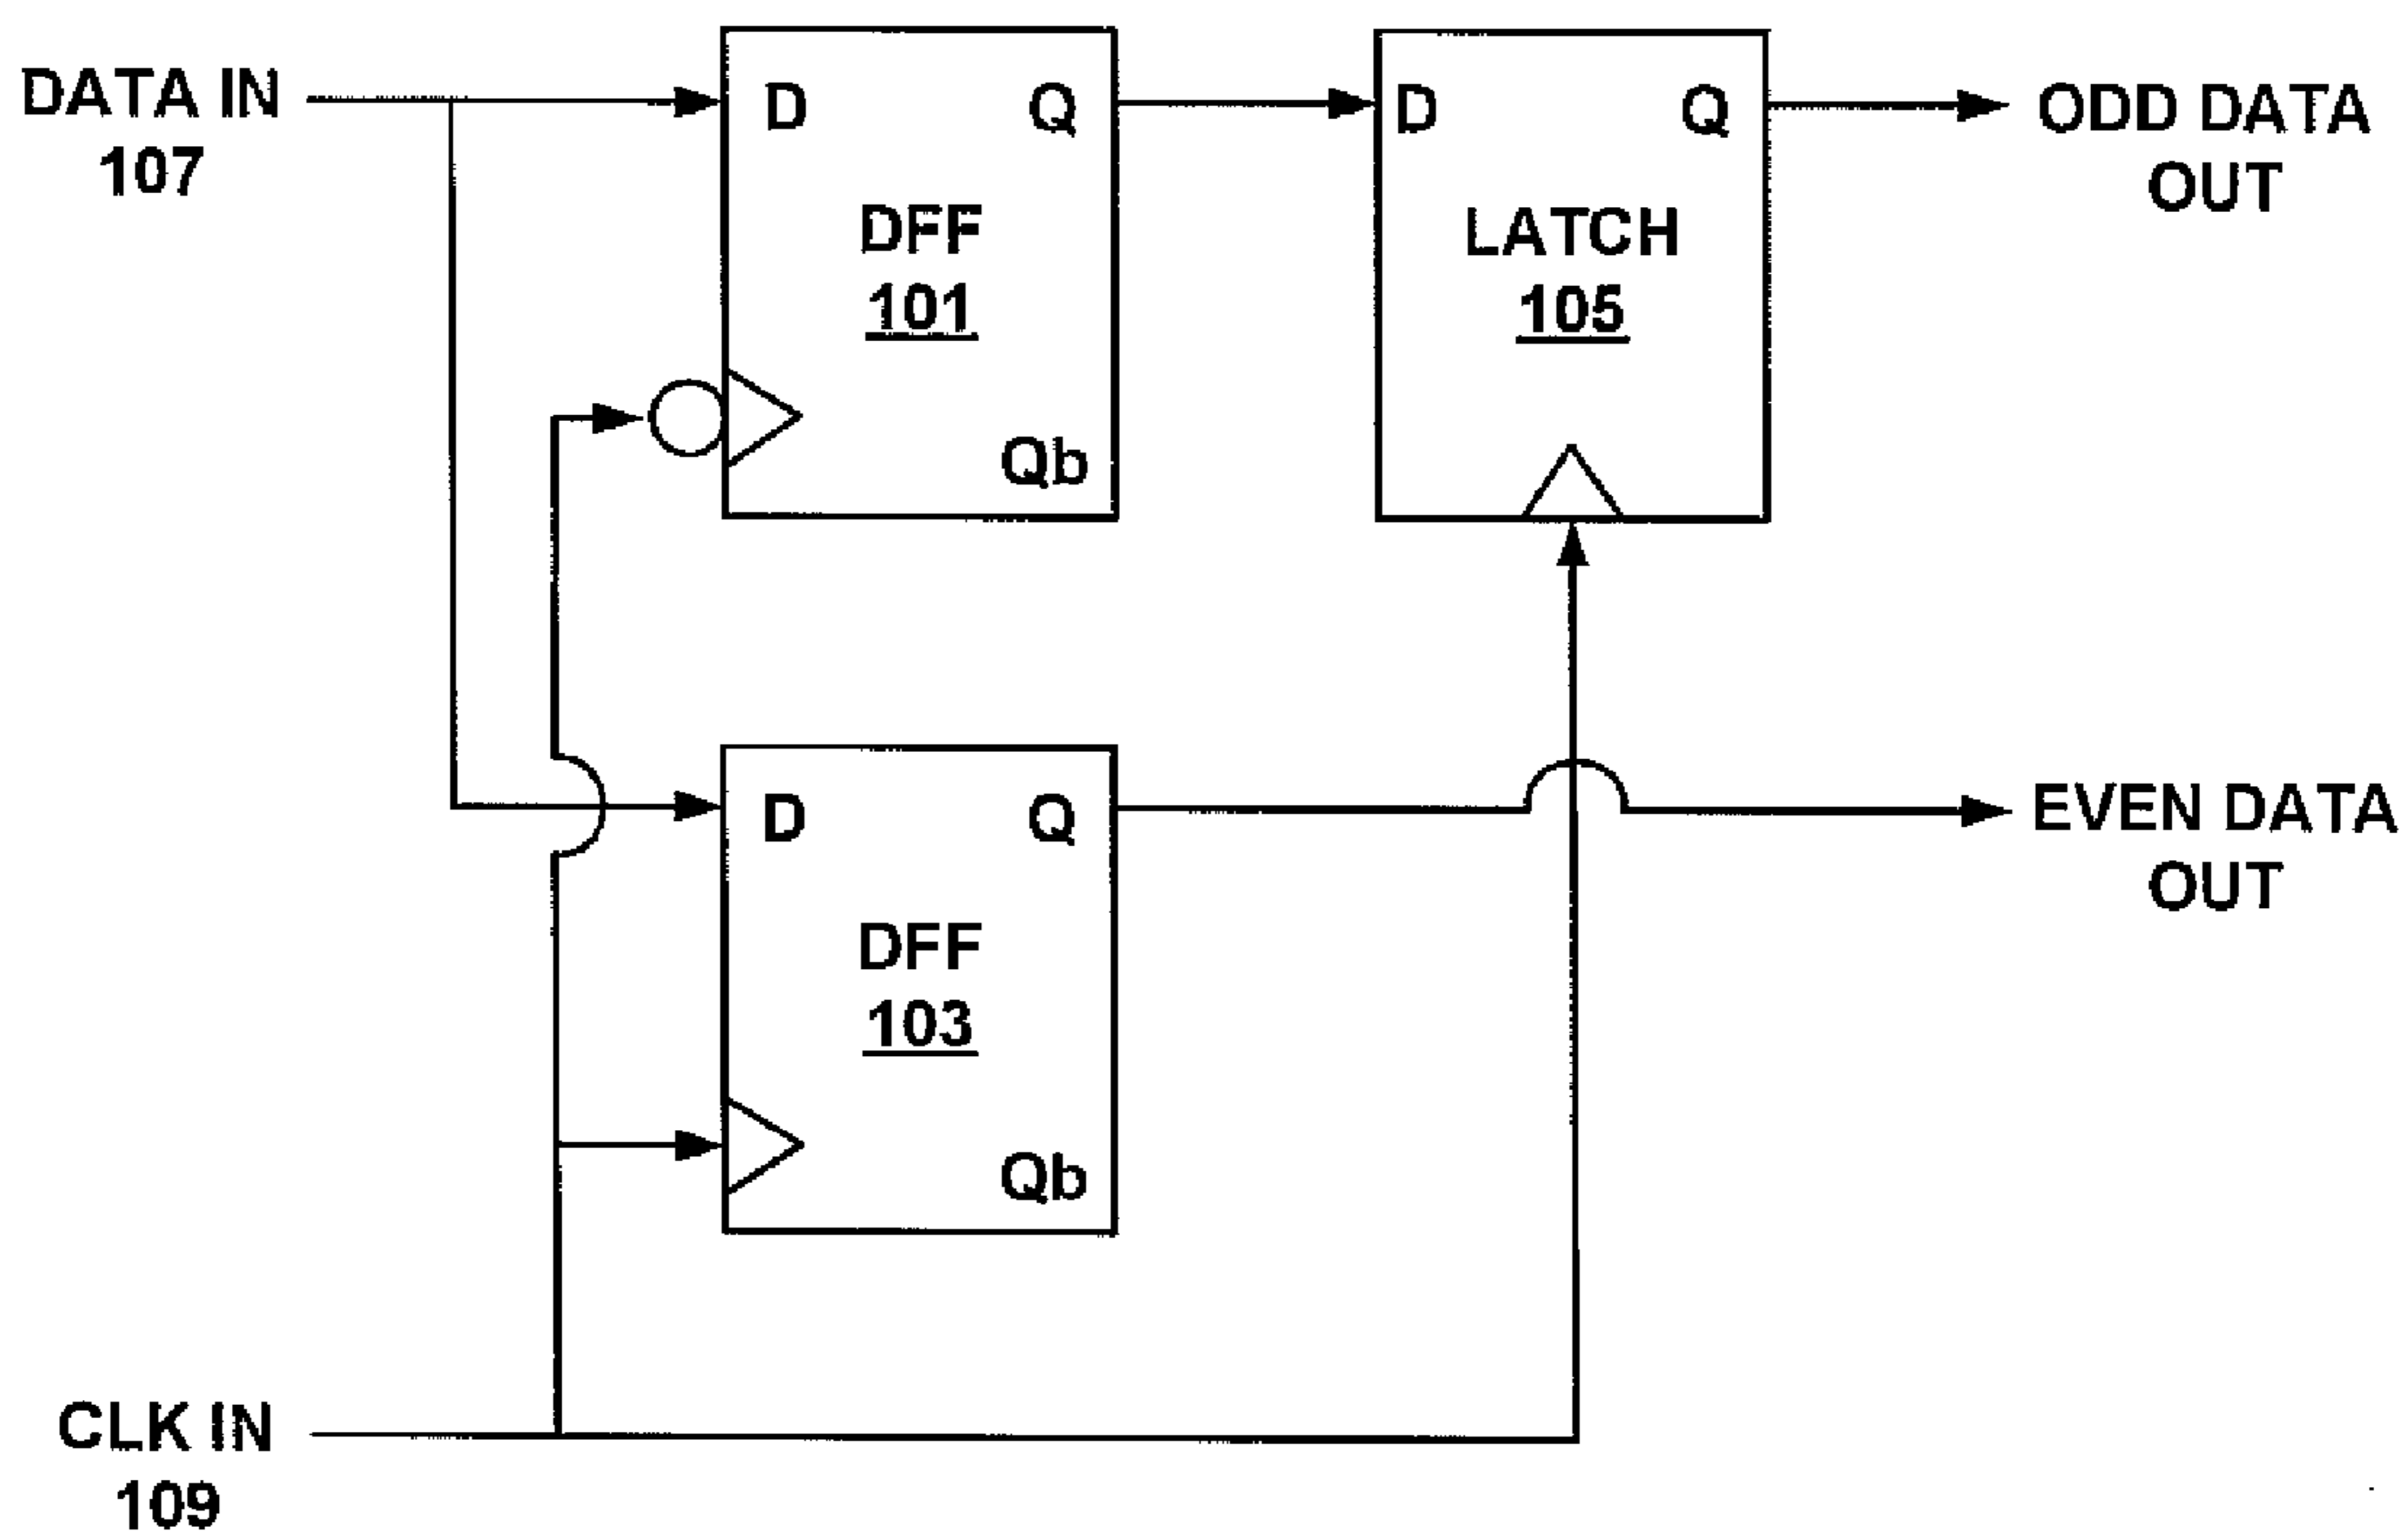 DATA IN
107
D
Q
DFF
101
Qb
D
Q
LATCH
105
ODD DATA
OUT
D
Q
DFF
103
Qb
EVEN DATA
OUT
CLK IN
109